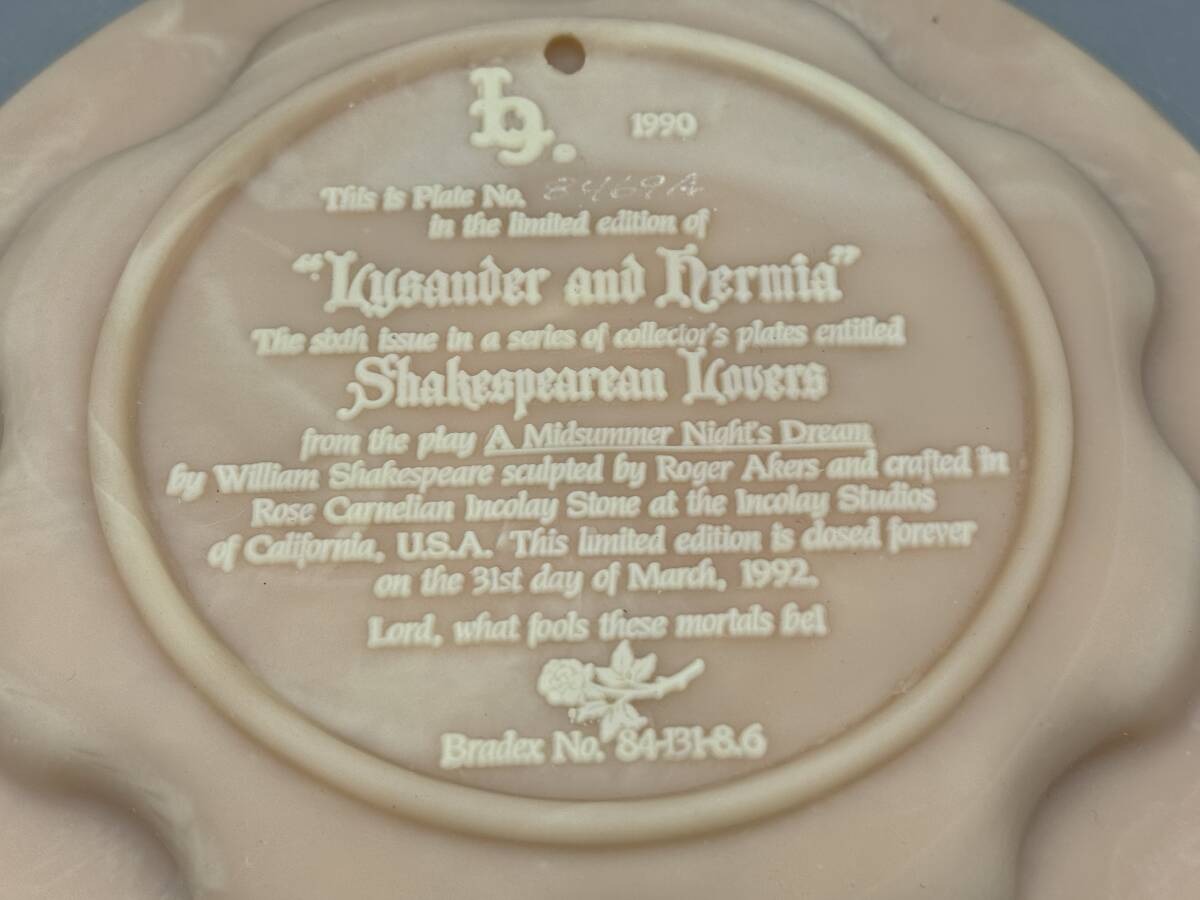 1990
This is Plate No. 8469A
in the limited edition of
"Lysander and Hermia"
The sixth issue in a series of collector's plates entitled
Shakespearean Lovers
from the play A Midsummer Night's Dream
by William Shakespeare sculpted by Roger Akers and crafted in
Rose Carnelian Incolay Stone at the Incolay Studios
of California, U.S.A. This limited edition is closed forever
on the 31st day of March, 1992.
Lord, what fools these mortals be!
Bradex No. 84-I31-8.6